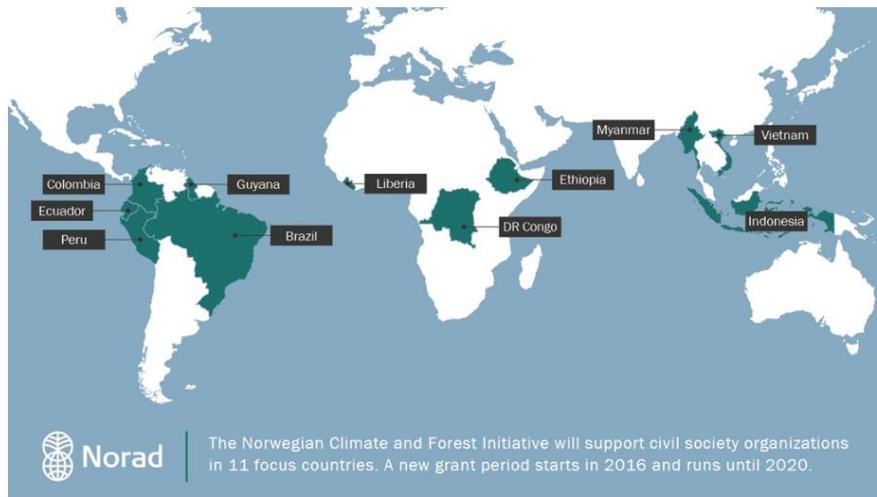 Myanmar
Vietnam
Colombia
Guyana
Liberia
Ethiopia
Ecuador
Indonesia
DR Congo
Peru
Brazil
Norad
The Norwegian Climate and Forest Initiative will support civil society organizations
in 11 focus countries. A new grant period starts in 2016 and runs until 2020.